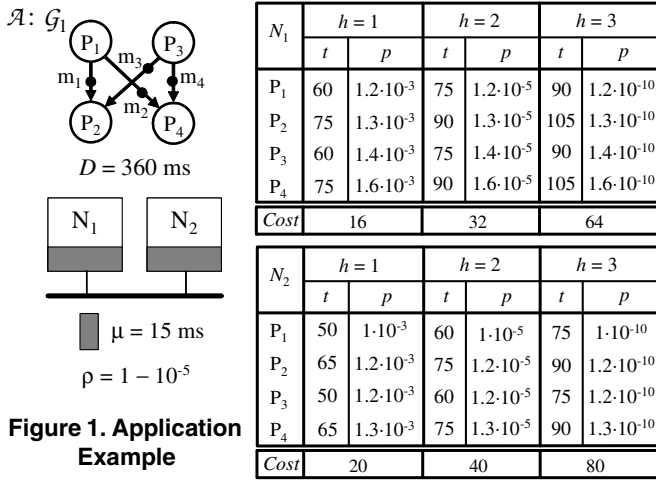 𝒜: 𝒢₁
P₁ P₃
m₃
m₁ m₄
m₂
P₂ P₄
D = 360 ms
N₁ N₂
μ = 15 ms
ρ = 1 – 10⁻⁵
Figure 1. Application
Example
N₁ h = 1 h = 2 h = 3
t p t p t p
P₁ 60 1.2·10⁻³ 75 1.2·10⁻⁵ 90 1.2·10⁻¹⁰
P₂ 75 1.3·10⁻³ 90 1.3·10⁻⁵ 105 1.3·10⁻¹⁰
P₃ 60 1.4·10⁻³ 75 1.4·10⁻⁵ 90 1.4·10⁻¹⁰
P₄ 75 1.6·10⁻³ 90 1.6·10⁻⁵ 105 1.6·10⁻¹⁰
Cost 16 32 64
N₂ h = 1 h = 2 h = 3
t p t p t p
P₁ 50 1·10⁻³ 60 1·10⁻⁵ 75 1·10⁻¹⁰
P₂ 65 1.2·10⁻³ 75 1.2·10⁻⁵ 90 1.2·10⁻¹⁰
P₃ 50 1.2·10⁻³ 60 1.2·10⁻⁵ 75 1.2·10⁻¹⁰
P₄ 65 1.3·10⁻³ 75 1.3·10⁻⁵ 90 1.3·10⁻¹⁰
Cost 20 40 80